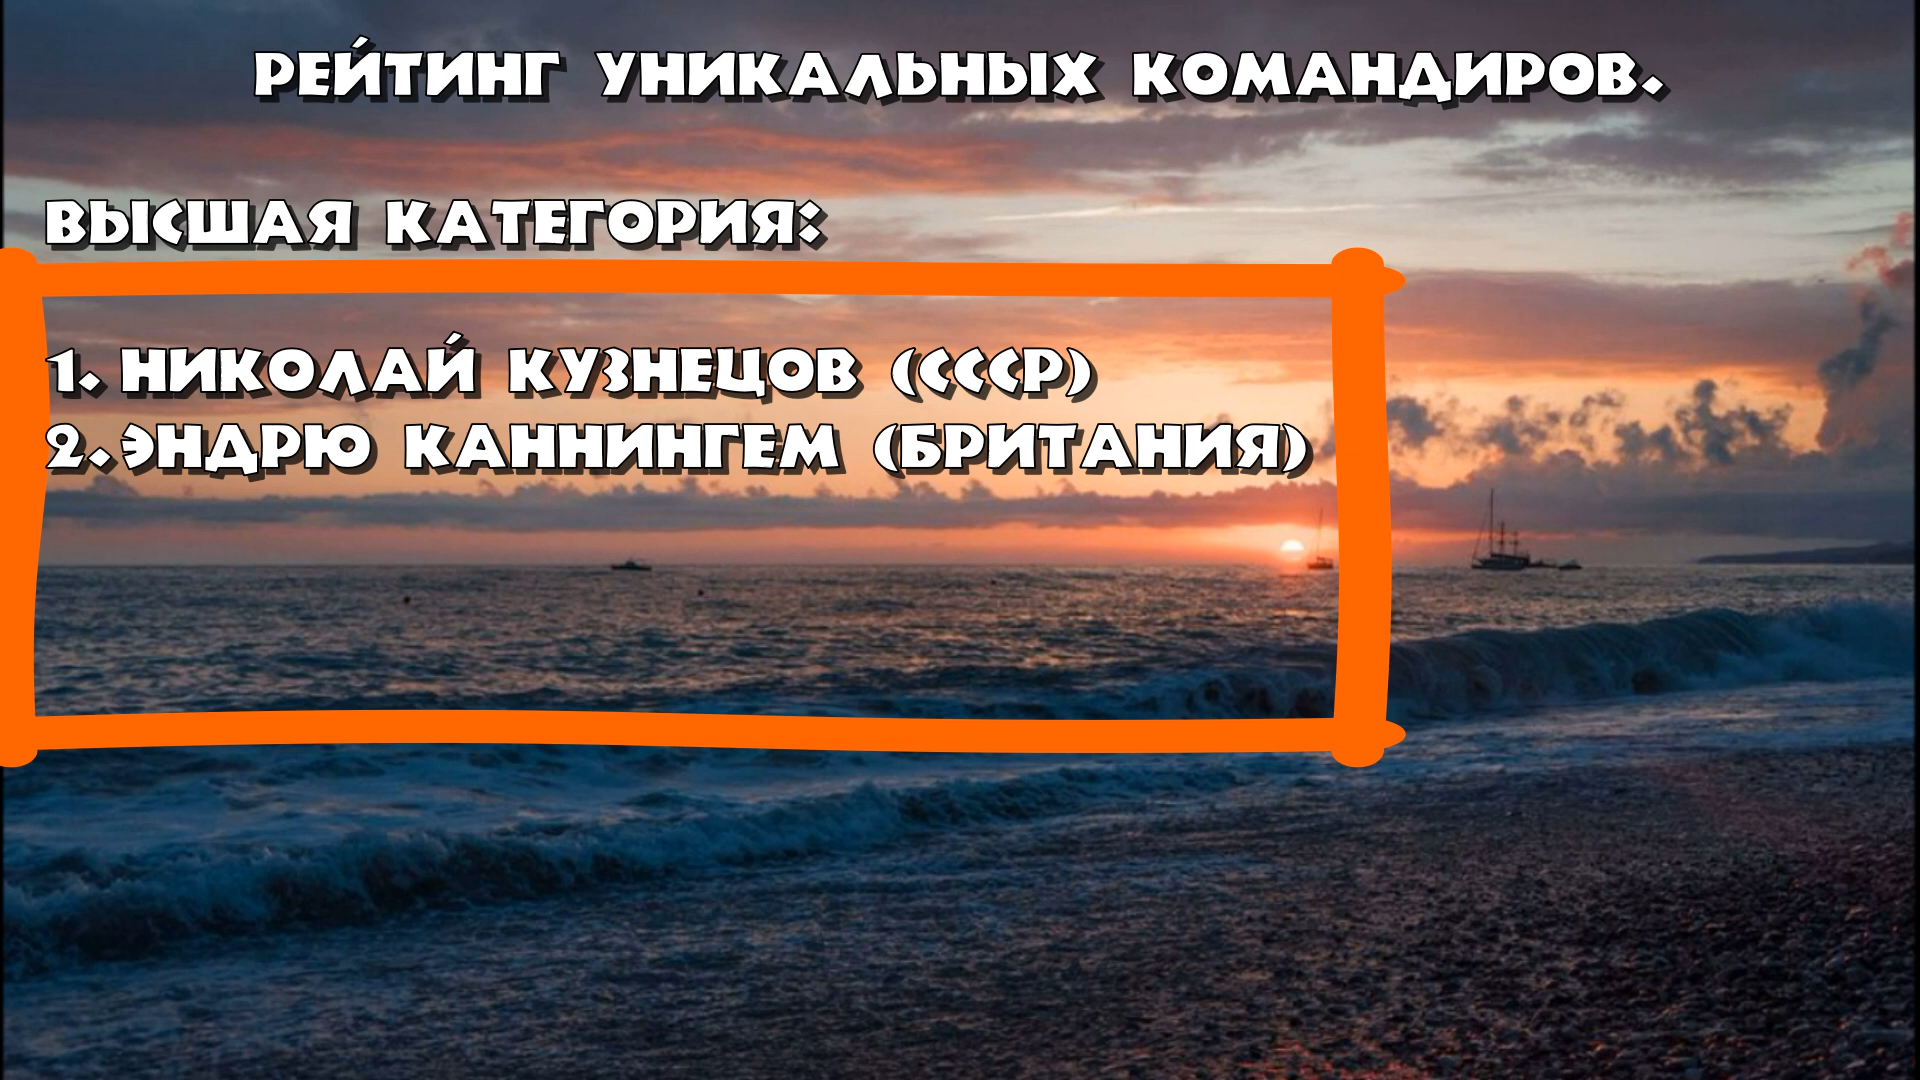 РЕЙТИНГ УНИКАЛЬНЫХ КОМАНДИРОВ.
ВЫСШАЯ КАТЕГОРИЯ:
1. НИКОЛАЙ КУЗНЕЦОВ (СССР)
2. ЭНДРЮ КАННИНГЕМ (БРИТАНИЯ)